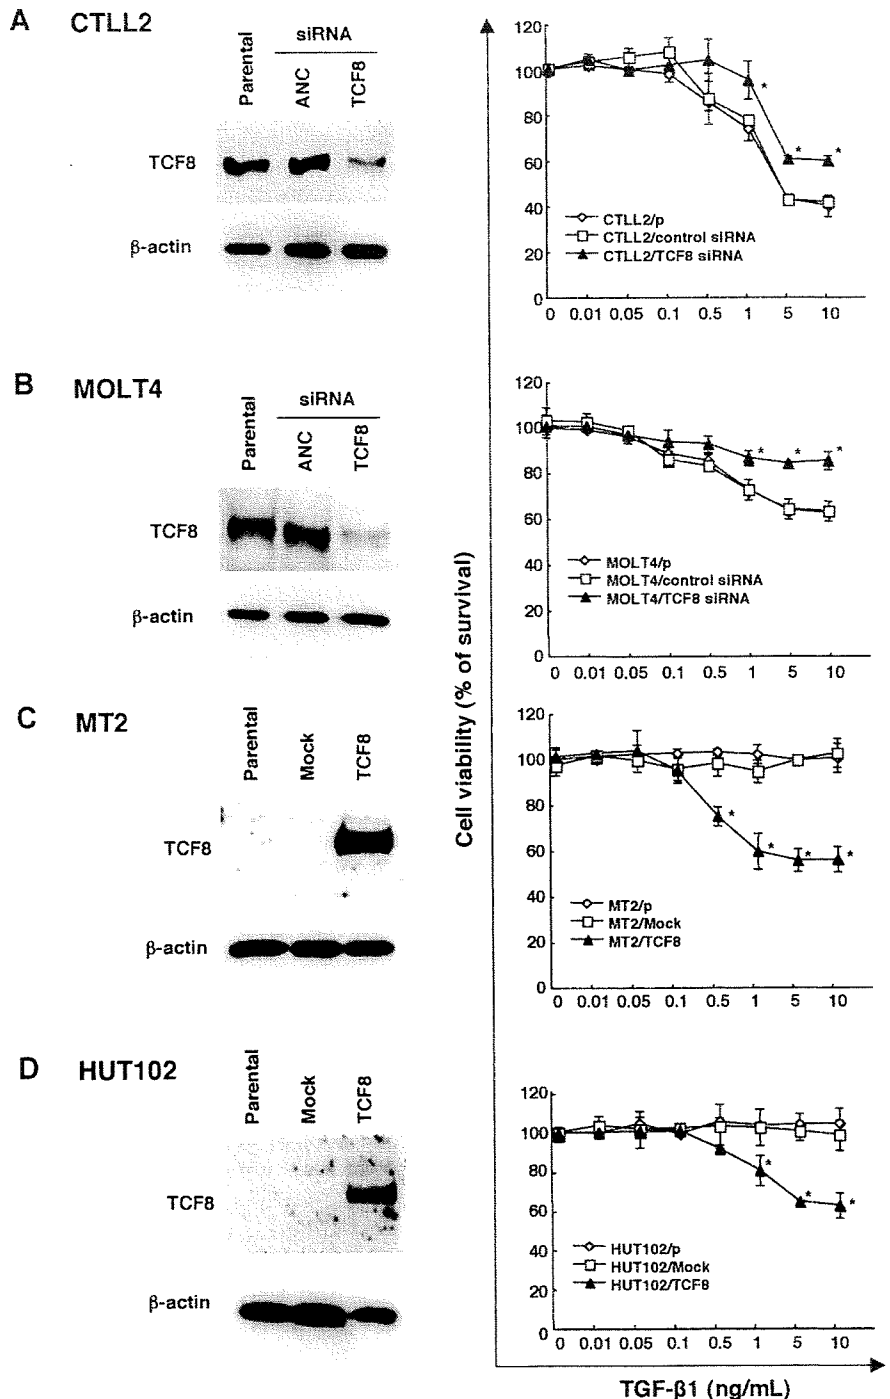 A CTLL2
siRNA
Parental
ANC
TCF8
TCF8
β-actin
120
100
80
60
40
20
0
CTLL2/p
CTLL2/control siRNA
CTLL2/TCF8 siRNA
* * *
0 0.01 0.05 0.1 0.5 1 5 10
B MOLT4
siRNA
Parental
ANC
TCF8
TCF8
β-actin
120
100
80
60
40
20
0
MOLT4/p
MOLT4/control siRNA
MOLT4/TCF8 siRNA
* * *
0 0.01 0.05 0.1 0.5 1 5 10
C MT2
Parental
Mock
TCF8
TCF8
β-actin
120
100
80
60
40
20
0
MT2/p
MT2/Mock
MT2/TCF8
* * * *
0 0.01 0.05 0.1 0.5 1 5 10
D HUT102
Parental
Mock
TCF8
TCF8
β-actin
120
100
80
60
40
20
0
HUT102/p
HUT102/Mock
HUT102/TCF8
* * *
0 0.01 0.05 0.1 0.5 1 5 10
Cell viability (% of survival)
TGF-β1 (ng/mL)